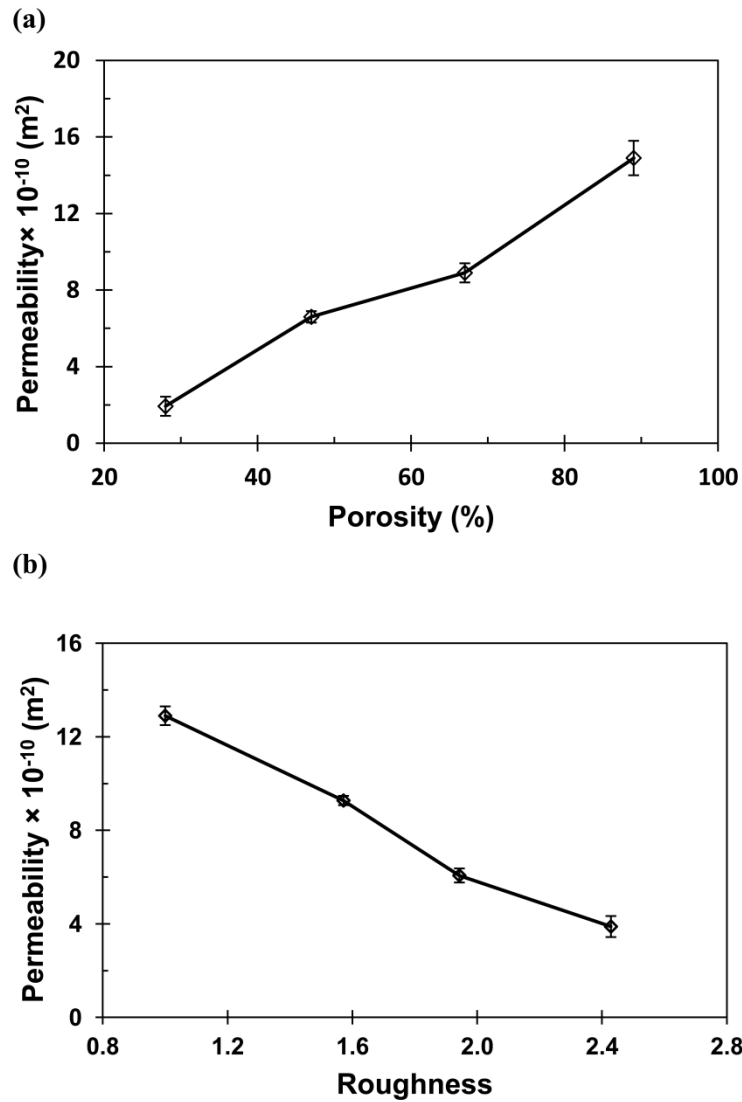 (a)
Permeability× 10⁻¹⁰ (m²)
20
16
12
8
4
0
20 40 60 80 100
Porosity (%)
(b)
Permeability × 10⁻¹⁰ (m²)
16
12
8
4
0
0.8 1.2 1.6 2.0 2.4 2.8
Roughness